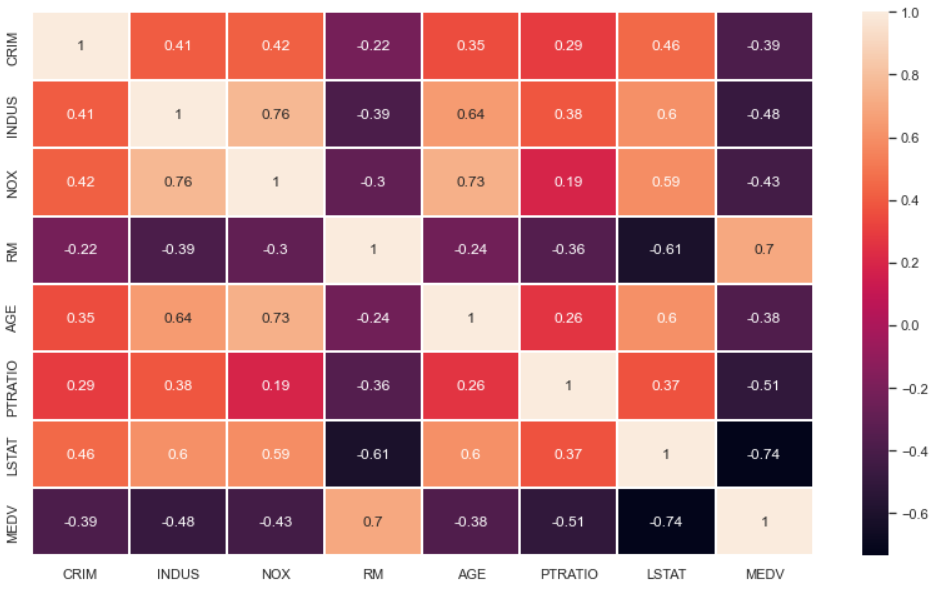 CRIM 1 0.41 0.42 -0.22 0.35 0.29 0.46 -0.39
INDUS 0.41 1 0.76 -0.39 0.64 0.38 0.6 -0.48
NOX 0.42 0.76 1 -0.3 0.73 0.19 0.59 -0.43
RM -0.22 -0.39 -0.3 1 -0.24 -0.36 -0.61 0.7
AGE 0.35 0.64 0.73 -0.24 1 0.26 0.6 -0.38
PTRATIO 0.29 0.38 0.19 -0.36 0.26 1 0.37 -0.51
LSTAT 0.46 0.6 0.59 -0.61 0.6 0.37 1 -0.74
MEDV -0.39 -0.48 -0.43 0.7 -0.38 -0.51 -0.74 1
CRIM INDUS NOX RM AGE PTRATIO LSTAT MEDV
1.0
0.8
0.6
0.4
0.2
0.0
−0.2
−0.4
−0.6